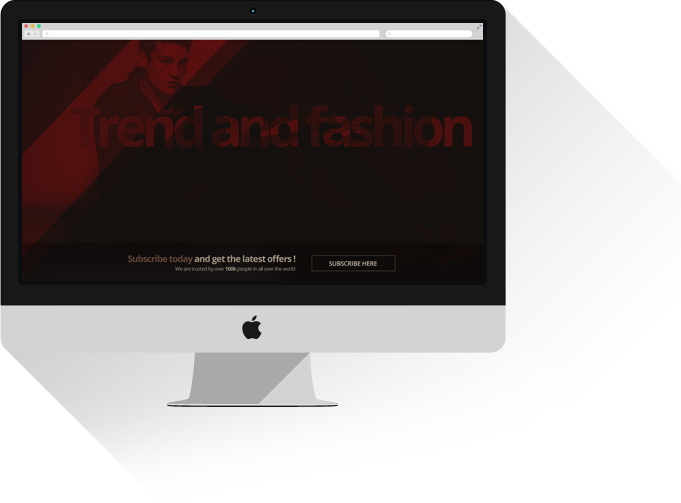 Trend and fashion
Subscribe today and get the latest offers !
We are trusted by over 100k people in all over the world
SUBSCRIBE HERE